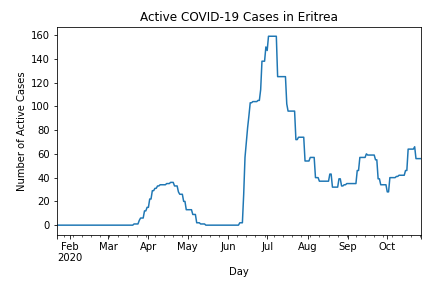 Active COVID-19 Cases in Eritrea
160
140
120
100
80
60
40
20
0
Number of Active Cases
Feb Mar Apr May Jun Jul Aug Sep Oct
2020
Day